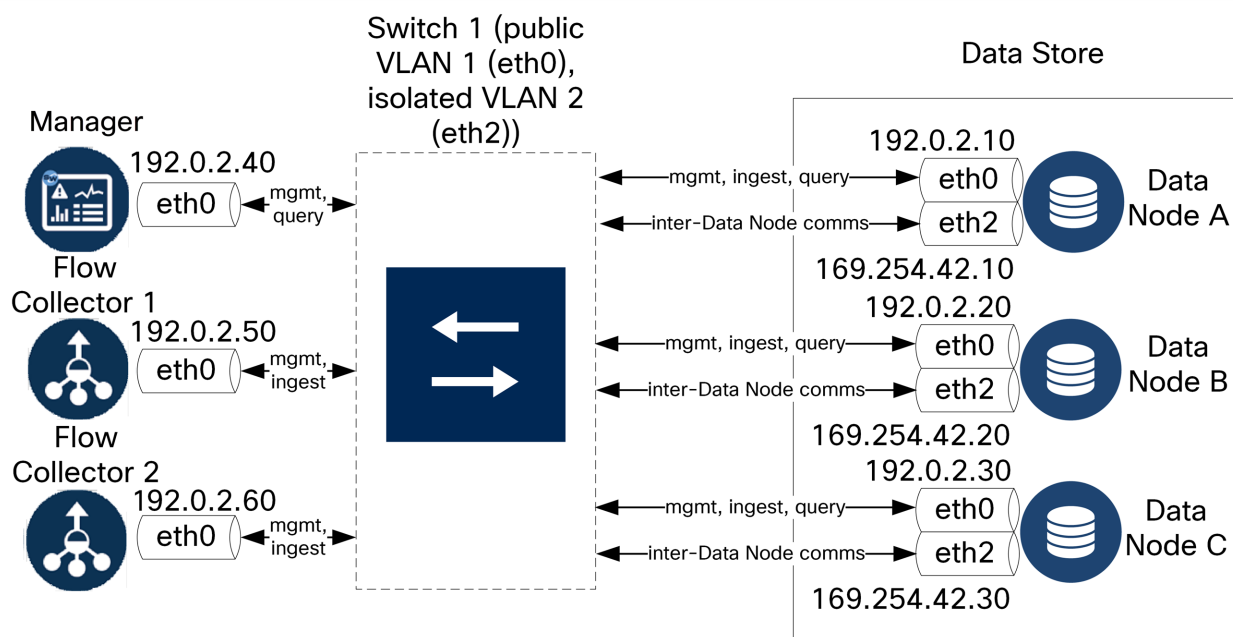 Switch 1 (public
VLAN 1 (eth0),
isolated VLAN 2
(eth2))
Data Store
Manager
192.0.2.40
eth0
mgmt,
query
Flow
Collector 1
192.0.2.50
eth0
mgmt,
ingest
Flow
Collector 2
192.0.2.60
eth0
mgmt,
ingest
192.0.2.10
mgmt, ingest, query
eth0
inter-Data Node comms
eth2
Data
Node A
169.254.42.10
192.0.2.20
mgmt, ingest, query
eth0
inter-Data Node comms
eth2
Data
Node B
169.254.42.20
192.0.2.30
mgmt, ingest, query
eth0
inter-Data Node comms
eth2
Data
Node C
169.254.42.30